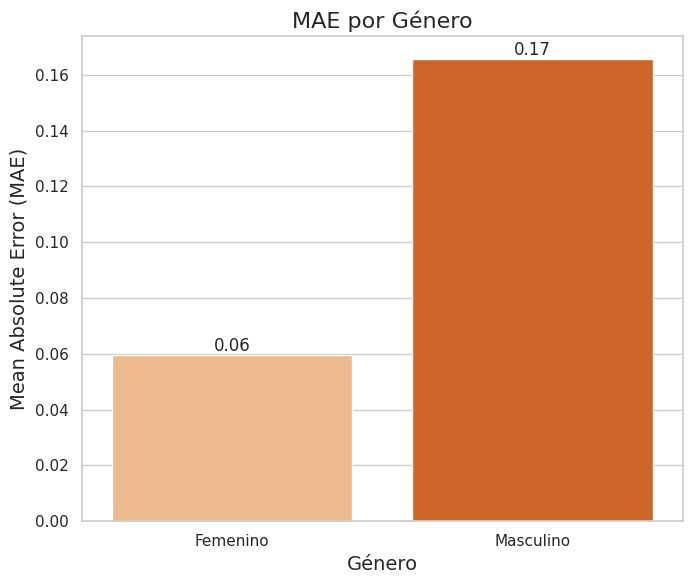 MAE por Género
Mean Absolute Error (MAE)
0.16
0.14
0.12
0.10
0.08
0.06
0.04
0.02
0.00
0.06
0.17
Femenino
Masculino
Género